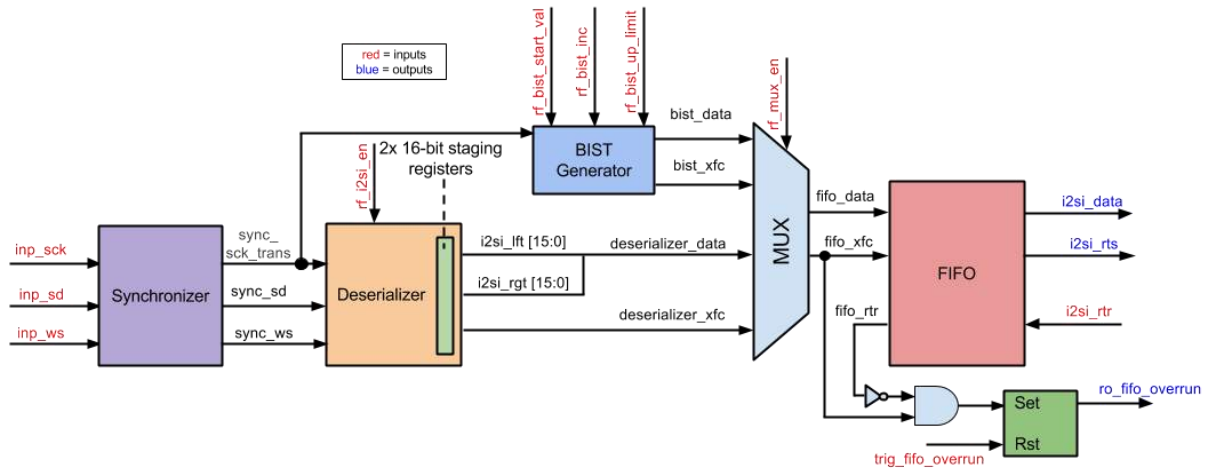 red = inputs
blue = outputs
rf_bist_start_val
rf_bist_inc
rf_bist_up_limit
rf_mux_en
bist_data
BIST
Generator
bist_xfc
2x 16-bit staging
registers
rf_i2si_en
inp_sck
inp_sd
inp_ws
Synchronizer
sync_
sck_trans
sync_sd
sync_ws
Deserializer
i2si_lft [15:0]
i2si_rgt [15:0]
deserializer_data
deserializer_xfc
MUX
fifo_data
fifo_xfc
fifo_rtr
FIFO
i2si_data
i2si_rts
i2si_rtr
Set
Rst
ro_fifo_overrun
trig_fifo_overrun